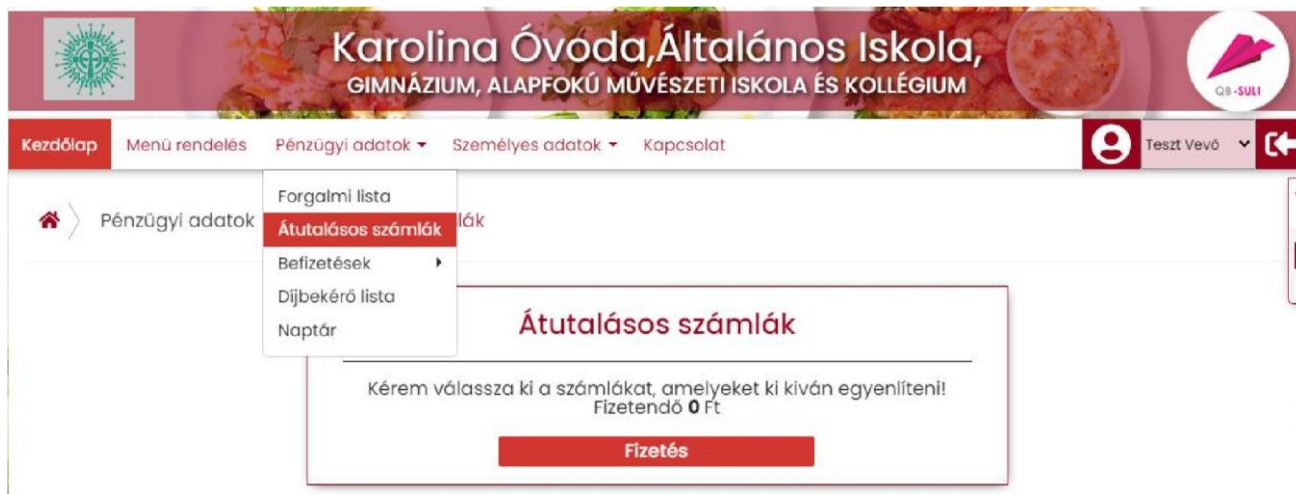 Karolina Óvoda,Általános Iskola,
GIMNÁZIUM, ALAPFOKÚ MŰVÉSZETI ISKOLA ÉS KOLLÉGIUM
QB-SULI
Kezdőlap Menü rendelés Pénzügyi adatok Személyes adatok Kapcsolat Teszt Vevő
Forgalmi lista
Pénzügyi adatok
Átutalásos számlák lák
Befizetések
Díjbekérő lista
Naptár
Átutalásos számlák
Kérem válassza ki a számlákat, amelyeket ki kiván egyenlíteni!
Fizetendő 0 Ft
Fizetés